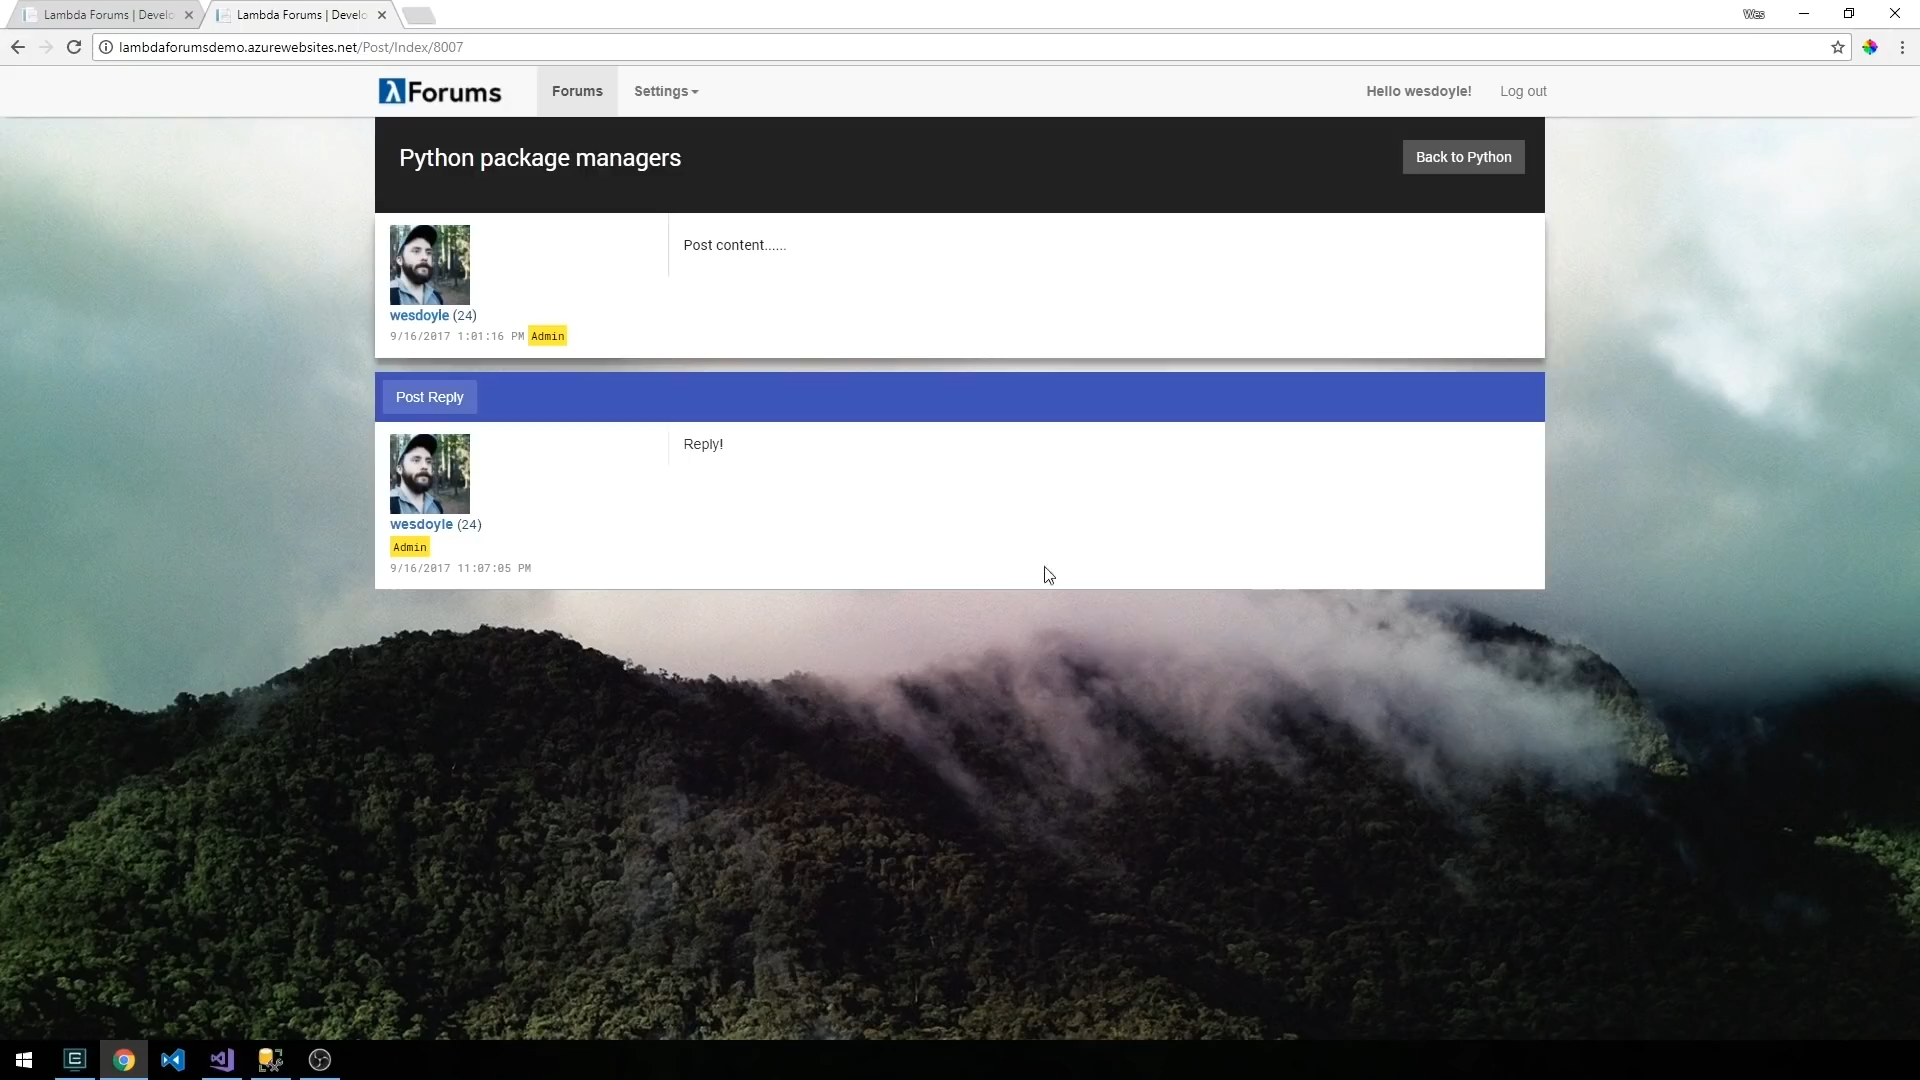 Lambda Forums | Develo
Lambda Forums | Develo
Wes
lambdaforumsdemo.azurewebsites.net/Post/Index/8007
λForums
Forums
Settings
Hello wesdoyle!
Log out
Python package managers
Back to Python
Post content......
wesdoyle (24)
9/16/2017 1:01:16 PM Admin
Post Reply
Reply!
wesdoyle (24)
Admin
9/16/2017 11:07:05 PM